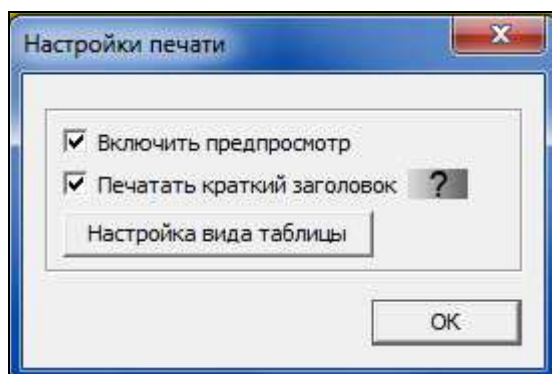 Настройки печати
Включить предпросмотр
Печатать краткий заголовок ?
Настройка вида таблицы
OK